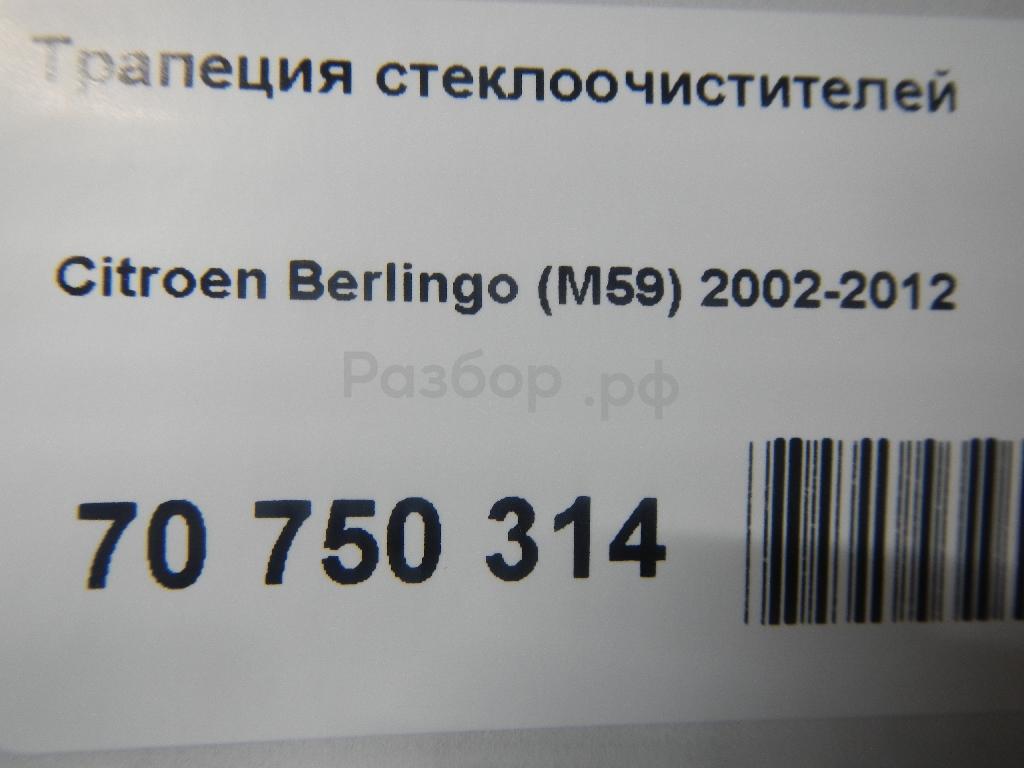 Трапеция стеклоочистителей
Citroen Berlingo (M59) 2002-2012
Разбор.рф
70 750 314